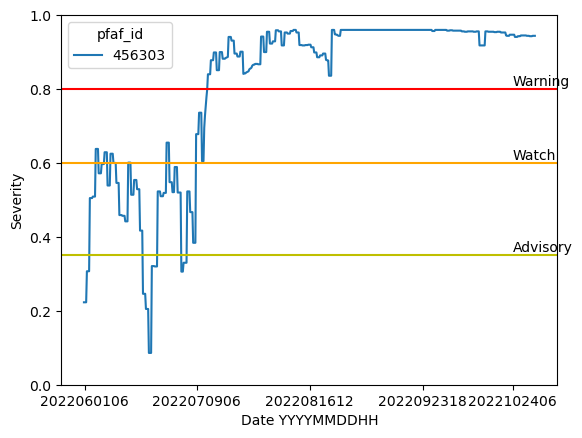 pfaf_id
456303
1.0
0.8
0.6
0.4
0.2
0.0
Severity
Warning
Watch
Advisory
2022060106 2022070906 2022081612 2022092318 2022102406
Date YYYYMMDDHH